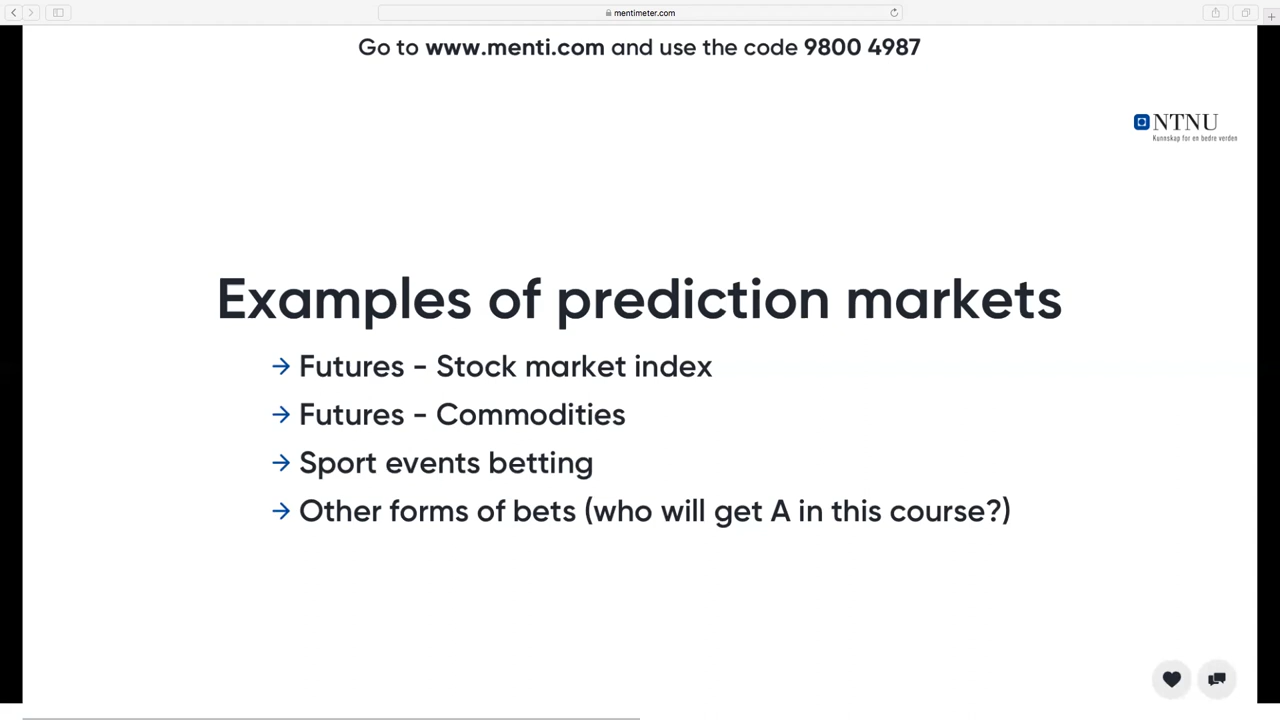 mentimeter.com
Go to www.menti.com and use the code 9800 4987
NTNU
Kunnskap for en bedre verden
Examples of prediction markets
→ Futures - Stock market index
→ Futures - Commodities
→ Sport events betting
→ Other forms of bets (who will get A in this course?)